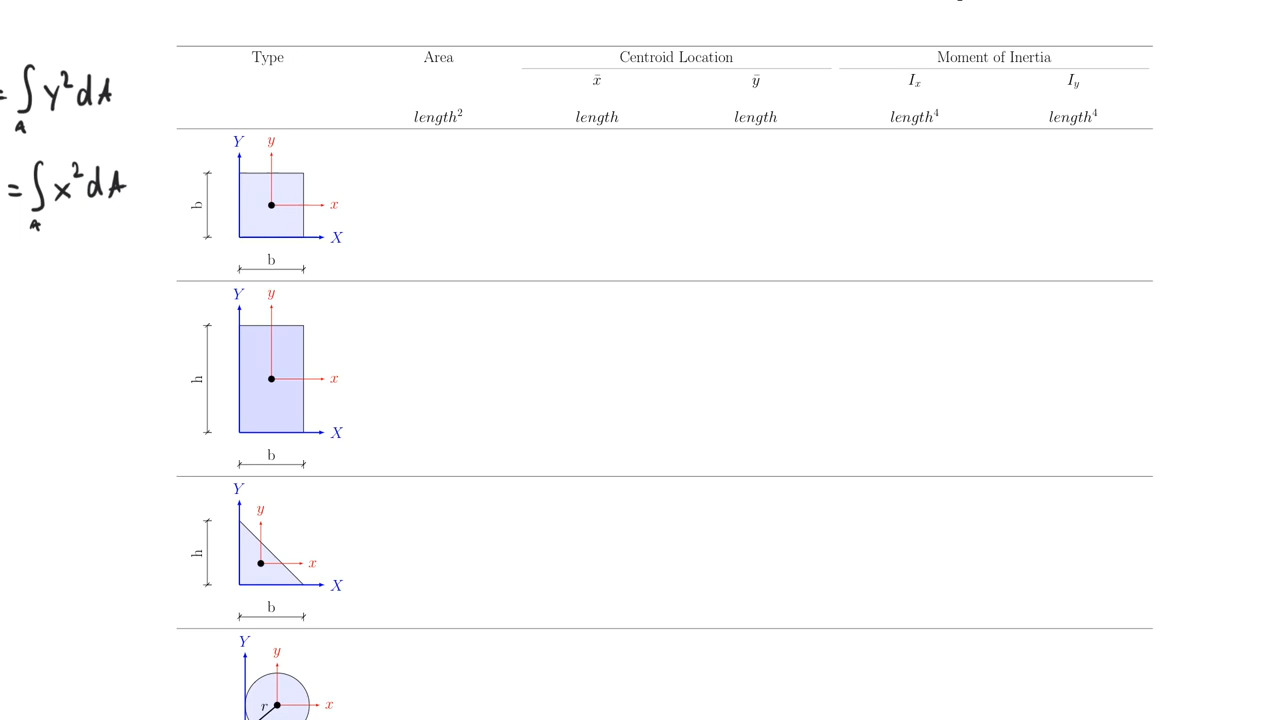 Type Area Centroid Location Moment of Inertia
x̄ ȳ Iₓ I_y
length² length length length⁴ length⁴
= ∫ y² dA
A
= ∫ x² dA
A
Y y
b x
X
b
Y y
h x
X
b
Y
y
h x
X
b
Y
y
r x